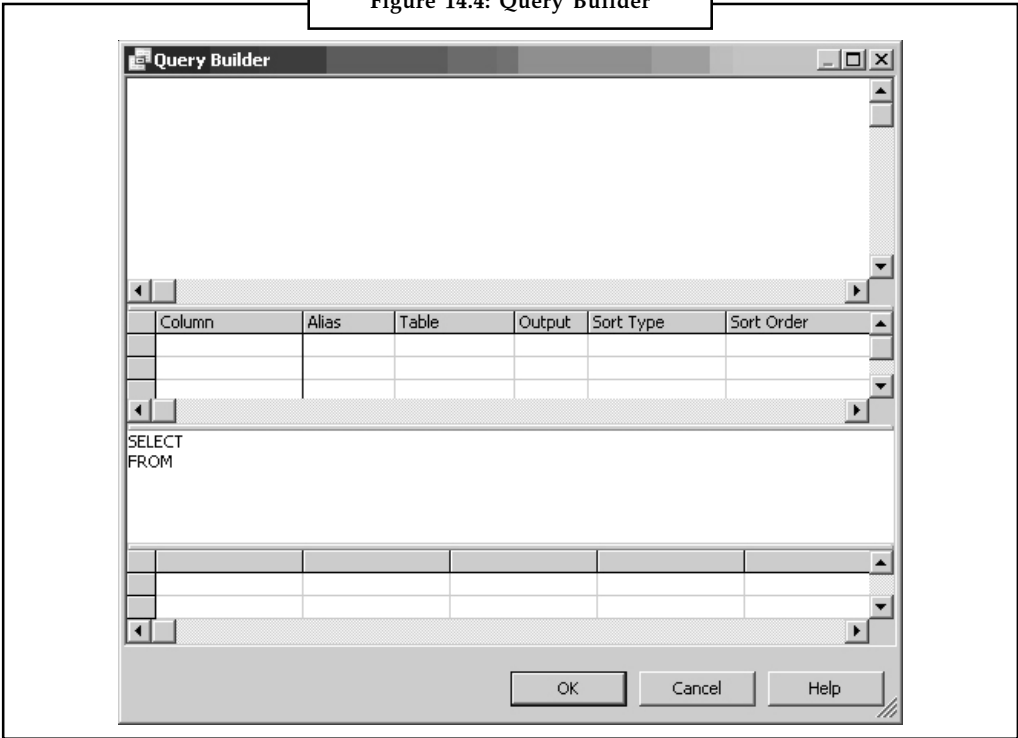 Figure 14.4: Query Builder
Query Builder
Column Alias Table Output Sort Type Sort Order
SELECT
FROM
OK Cancel Help